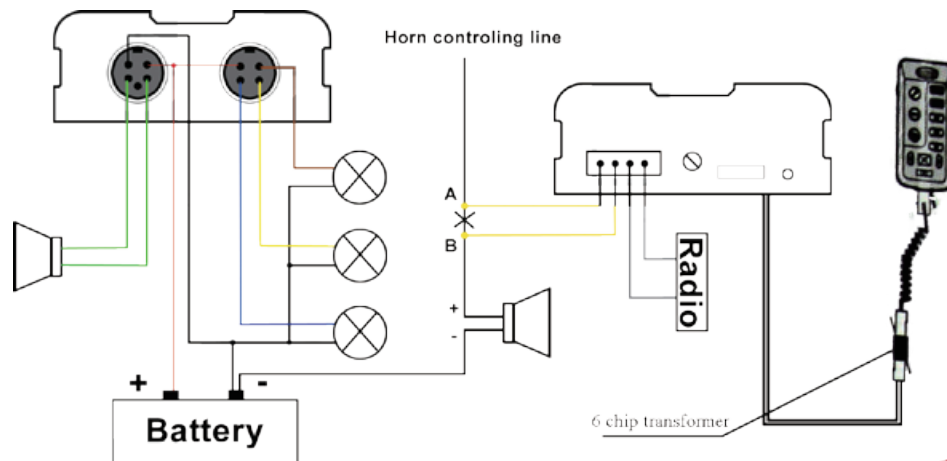 Horn controling line
A
B
Radio
+
-
+
-
Battery
6 chip transformer